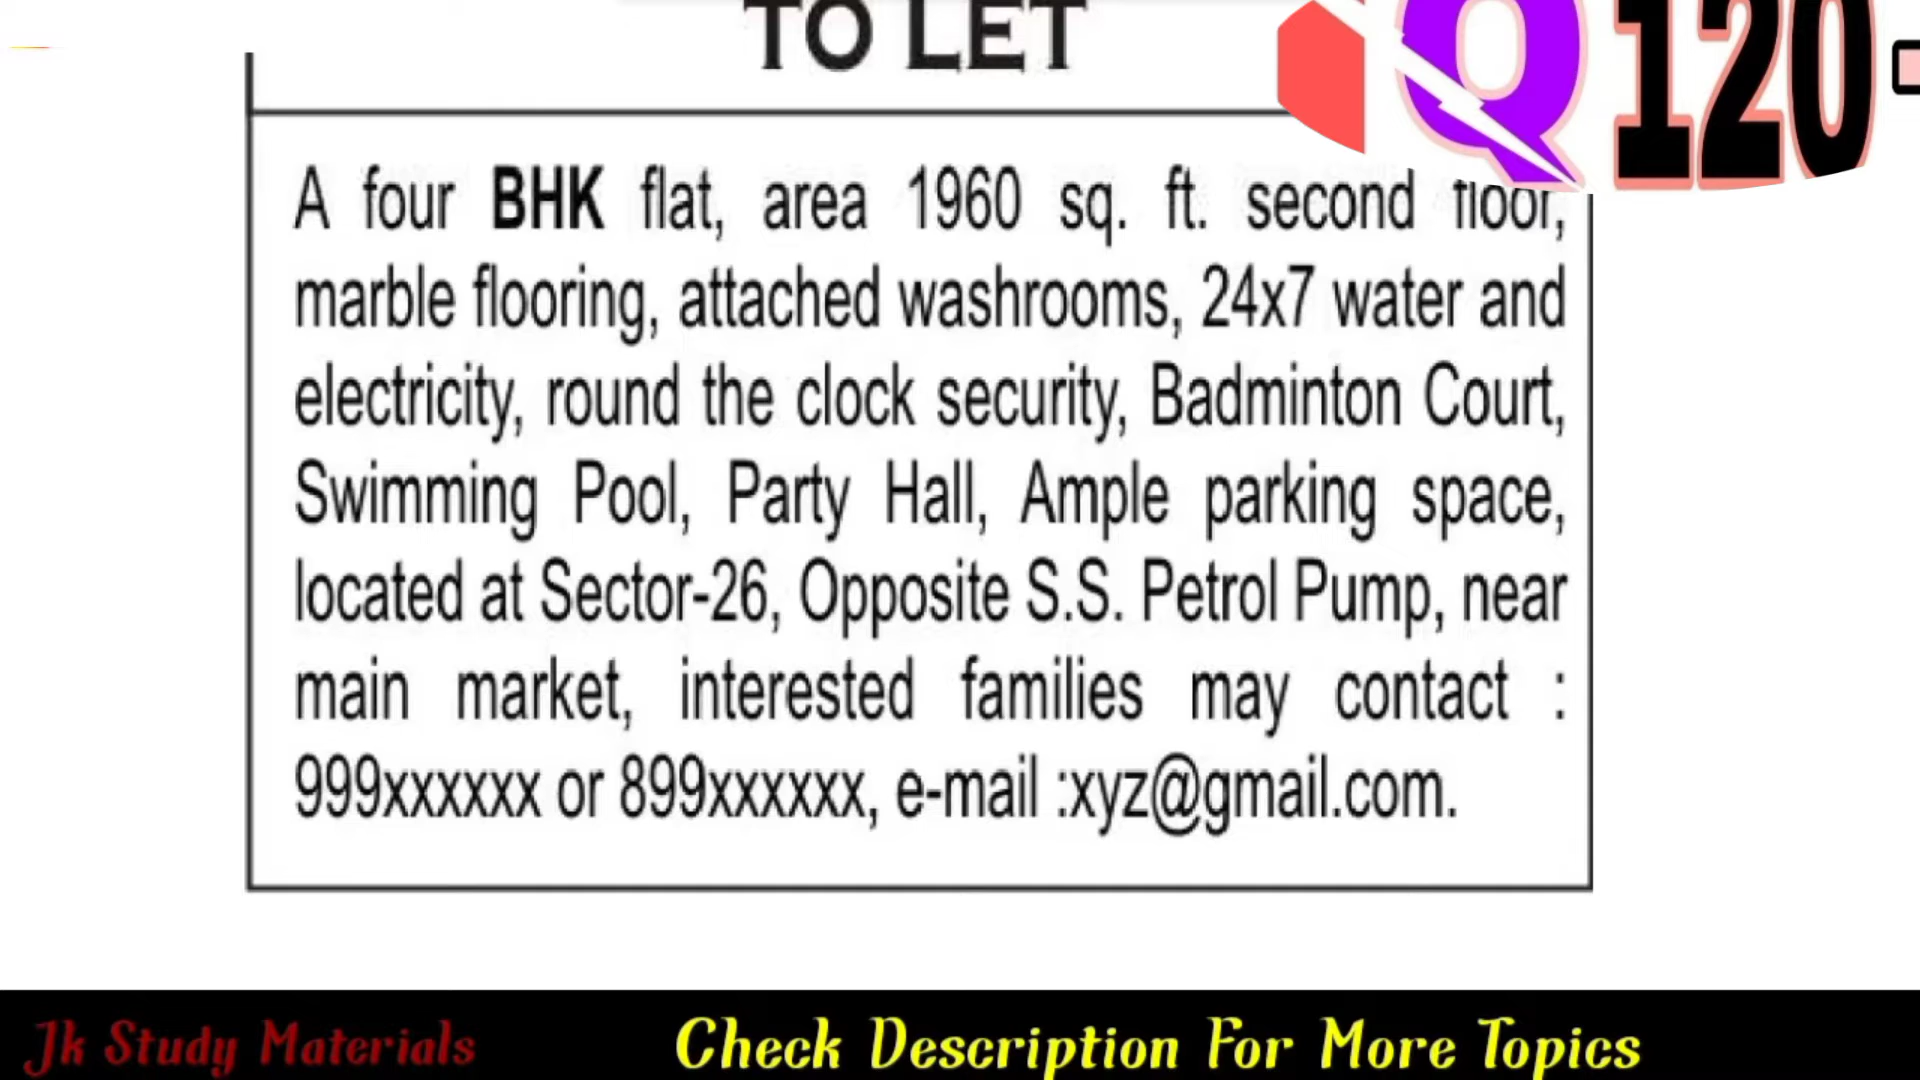 TO LET
Q 120-
A four BHK flat, area 1960 sq. ft. second floor,
marble flooring, attached washrooms, 24x7 water and
electricity, round the clock security, Badminton Court,
Swimming Pool, Party Hall, Ample parking space,
located at Sector-26, Opposite S.S. Petrol Pump, near
main market, interested families may contact :
999xxxxxx or 899xxxxxx, e-mail :xyz@gmail.com.
Jk Study Materials
Check Description For More Topics